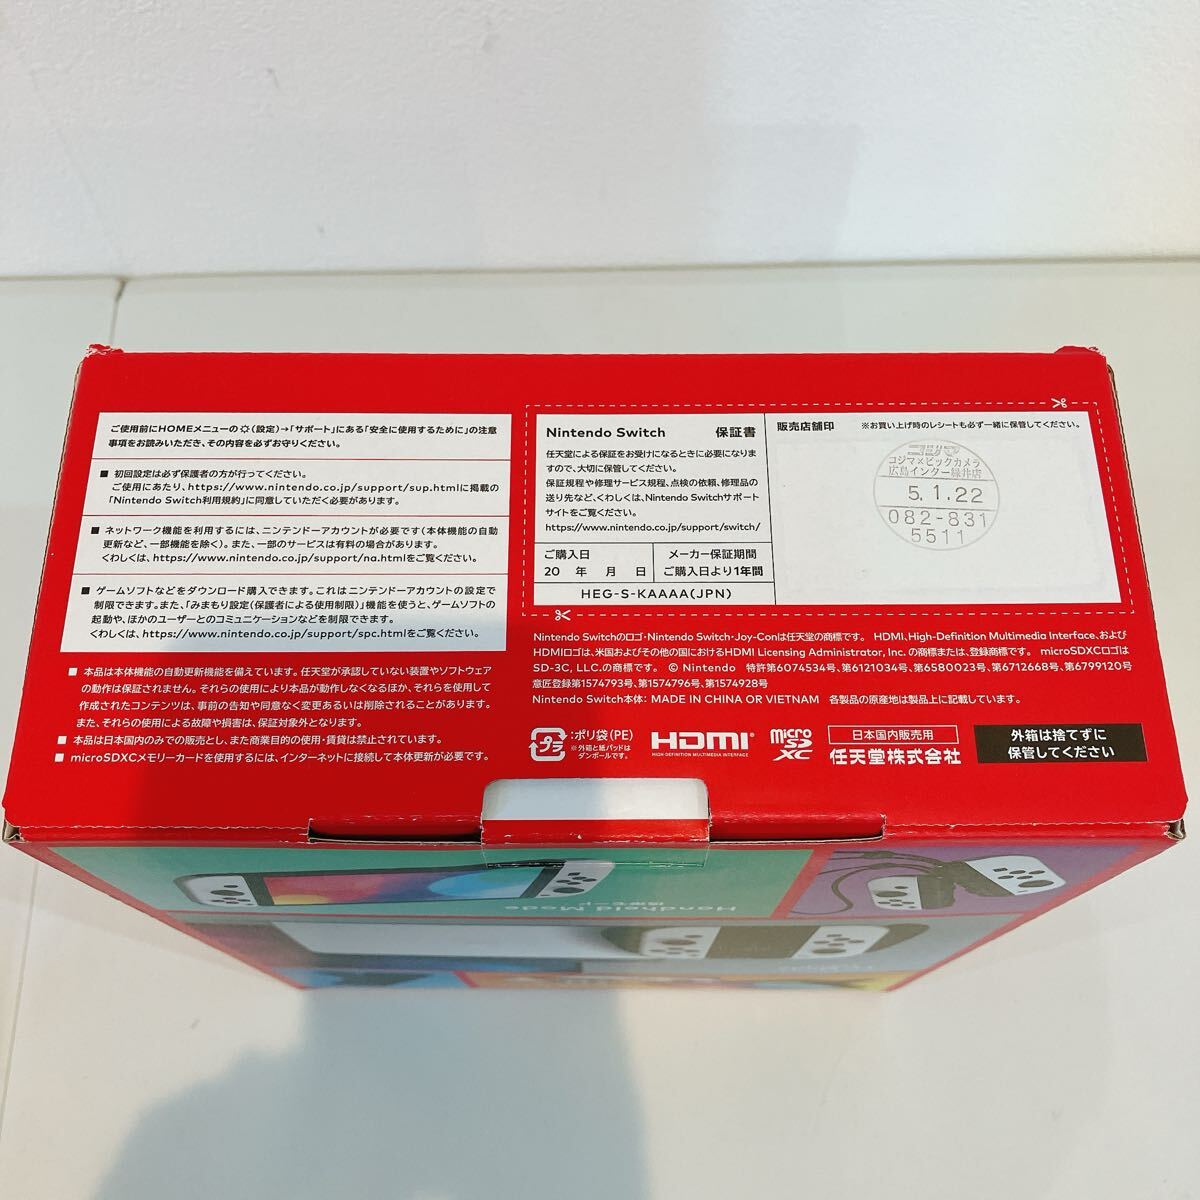 ご使用前にHOMEメニューの(設定)→「サポート」にある「安全に使用するために」の注意
事項をお読みいただき、その内容を必ずお守りください。
■ 初回設定は必ず保護者の方が行ってください。
ご使用にあたり、https://www.nintendo.co.jp/support/sup.htmlに掲載の
「Nintendo Switch利用規約」に同意していただく必要があります。
■ ネットワーク機能を利用するには、ニンテンドーアカウントが必要です(本体機能の自動
更新など、一部機能を除く)。また、一部のサービスは有料の場合があります。
くわしくは、https://www.nintendo.co.jp/support/na.htmlをご覧ください。
■ ゲームソフトなどをダウンロード購入できます。これはニンテンドーアカウントの設定で
制限できます。また、「みまもり設定(保護者による使用制限)」機能を使うと、ゲームソフトの
起動や、ほかのユーザーとのコミュニケーションなどを制限できます。
くわしくは、https://www.nintendo.co.jp/support/spc.htmlをご覧ください。
■ 本品は本体機能の自動更新機能を備えています。任天堂が承認していない装置やソフトウェア
の動作は保証されません。それらの使用により本品が動作しなくなるほか、それらを使用して
作成されたコンテンツは、事前の告知や同意なく変更あるいは削除されることがあります。
また、それらの使用による故障や損害は、保証対象外となります。
■ 本品は日本国内のみでの販売とし、また商業目的の使用・賃貸は禁止されています。
■ microSDXCメモリーカードを使用するには、インターネットに接続して本体更新が必要です。
Nintendo Switch 保証書
任天堂による保証をお受けになるときに必要になりま
すので、大切に保管してください。
保証規程や修理サービス規程、点検の依頼、修理品の
送り先など、くわしくは、Nintendo Switchサポート
サイトをご覧ください。
https://www.nintendo.co.jp/support/switch/
ご購入日
20 年 月 日
メーカー保証期間
ご購入日より1年間
HEG-S-KAAAA(JPN)
販売店舗印 ※お買い上げ時のレシートも必ず一緒に保管してください。
コジマ
コジマ×ビックカメラ
広島インター緑井店
5.1.22
082-831
5511
Nintendo Switchのロゴ・Nintendo Switch・Joy-Conは任天堂の商標です。 HDMI、High-Definition Multimedia Interface、および
HDMIロゴは、米国およびその他の国におけるHDMI Licensing Administrator, Inc. の商標または、登録商標です。 microSDXCロゴは
SD-3C, LLC.の商標です。 © Nintendo 特許第6074534号、第6121034号、第6580023号、第6712668号、第6799120号
意匠登録第1574793号、第1574796号、第1574928号
Nintendo Switch本体: MADE IN CHINA OR VIETNAM 各製品の原産地は製品上に記載しています。
プラ
:ポリ袋(PE)
※外箱と紙パッドは
ダンボールです。
HDMI
HIGH-DEFINITION MULTIMEDIA INTERFACE
micro
SD
XC
日本国内販売用
任天堂株式会社
外箱は捨てずに
保管してください
Handheld Mode
携帯モード